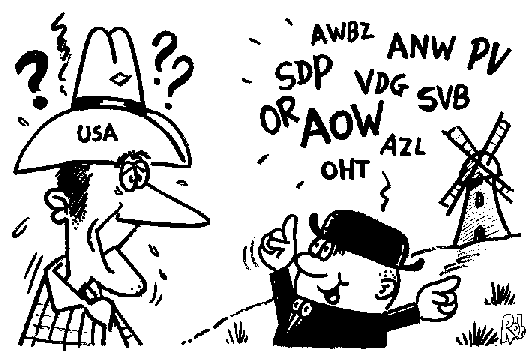 ? ? ?
USA
AWBZ ANW PV
SDP VDG SVB
OR AOW AZL
OHT